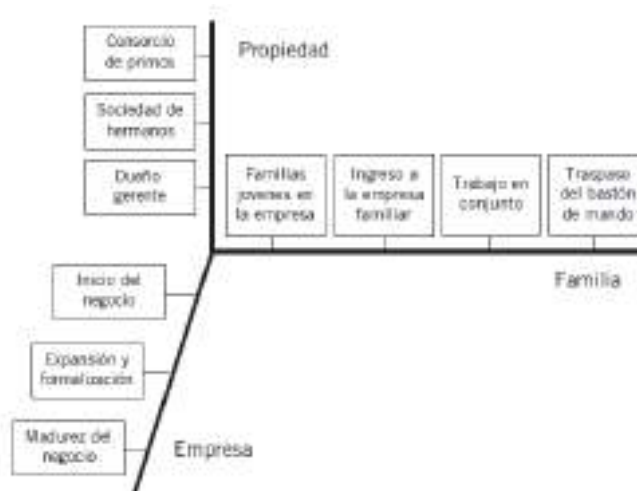 Consorcio
de primos
Propiedad
Sociedad de
hermanos
Dueño
gerente
Familias
jovenes en
la empresa
Ingreso a
la empresa
familiar
Trabajo en
conjunto
Traspaso
del bastón
de mando
Familia
Inicio del
negocio
Expansión y
formalización
Madurez del
negocio
Empresa